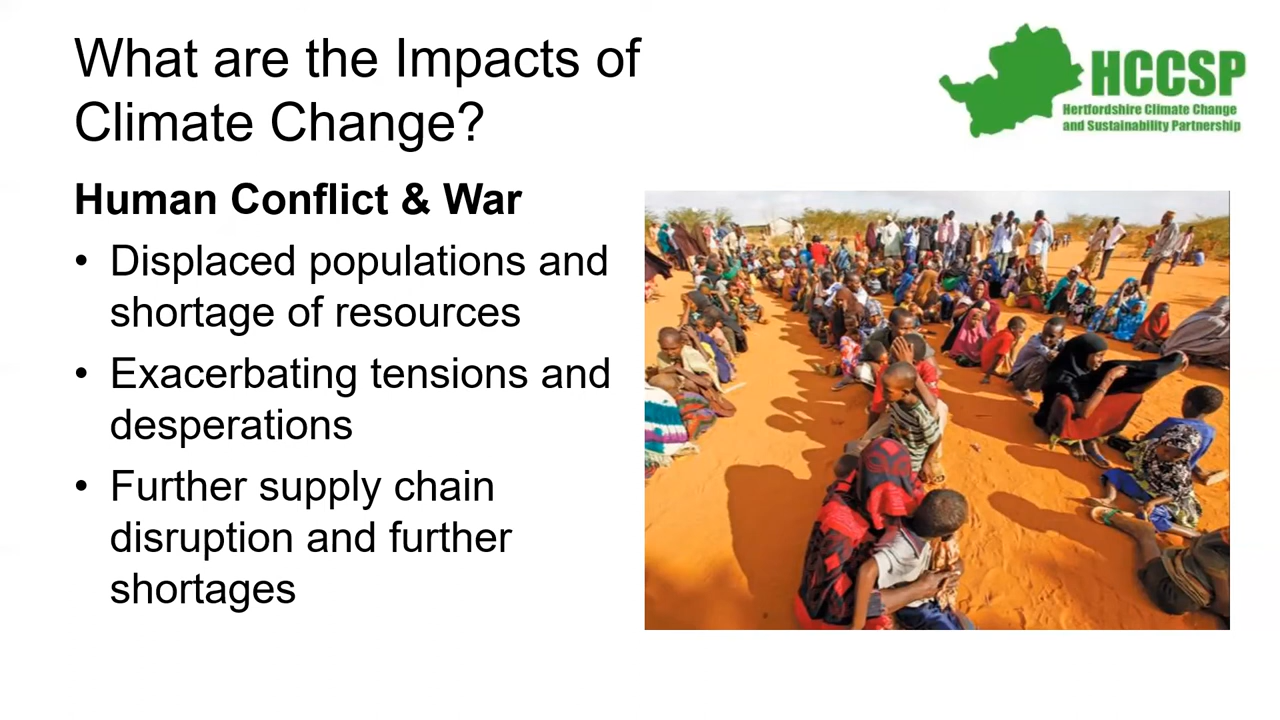 What are the Impacts of
Climate Change?
HCCSP
Hertfordshire Climate Change
and Sustainability Partnership
Human Conflict & War
• Displaced populations and
shortage of resources
• Exacerbating tensions and
desperations
• Further supply chain
disruption and further
shortages